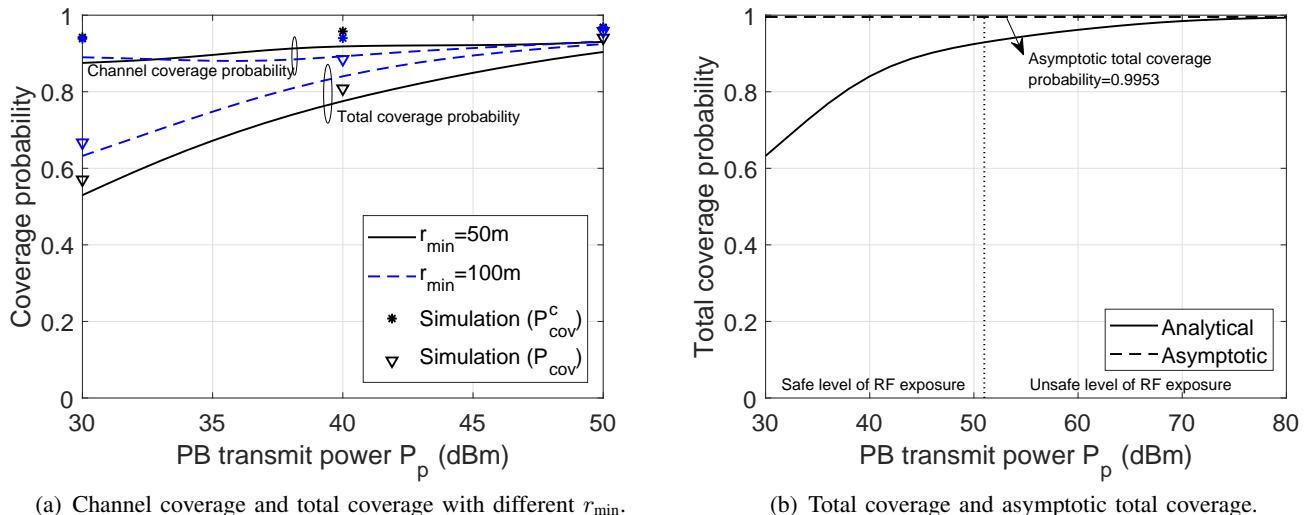 1
0.8
0.6
0.4
0.2
0
30
35
40
45
50
Coverage probability
PB transmit power P_p (dBm)
Channel coverage probability
Total coverage probability
r_min=50m
r_min=100m
Simulation (P^c_cov)
Simulation (P_cov)
(a) Channel coverage and total coverage with different r_min.
1
0.8
0.6
0.4
0.2
0
30
40
50
60
70
80
Total coverage probability
PB transmit power P_p (dBm)
Asymptotic total coverage
probability=0.9953
Analytical
Asymptotic
Safe level of RF exposure
Unsafe level of RF exposure
(b) Total coverage and asymptotic total coverage.